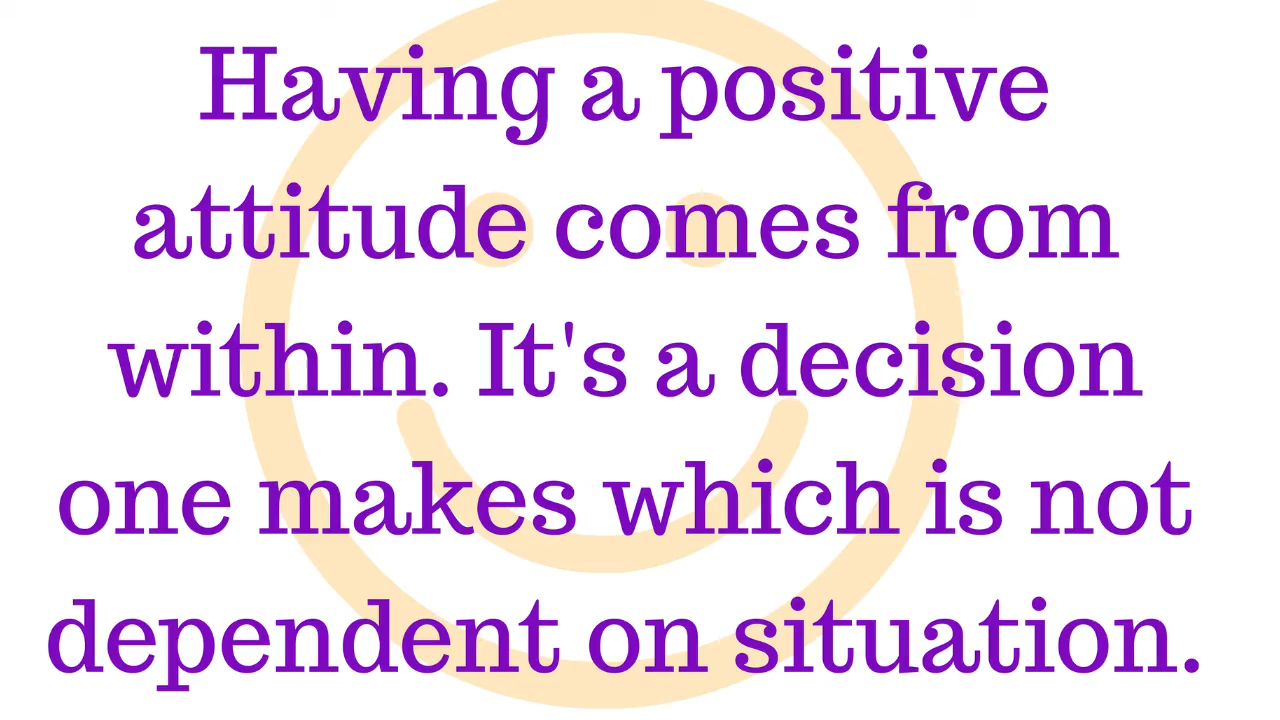 Having a positive
attitude comes from
within. It's a decision
one makes which is not
dependent on situation.